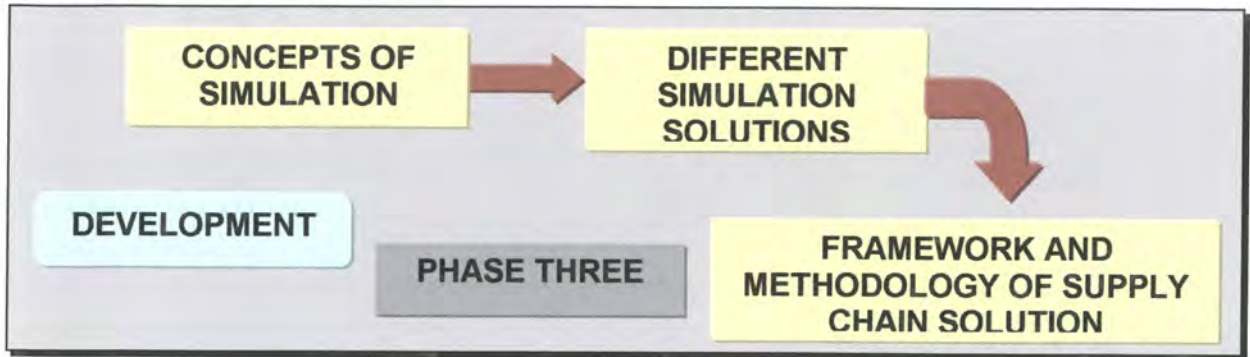 CONCEPTS OF
SIMULATION
DIFFERENT
SIMULATION
SOLUTIONS
DEVELOPMENT
PHASE THREE
FRAMEWORK AND
METHODOLOGY OF SUPPLY
CHAIN SOLUTION